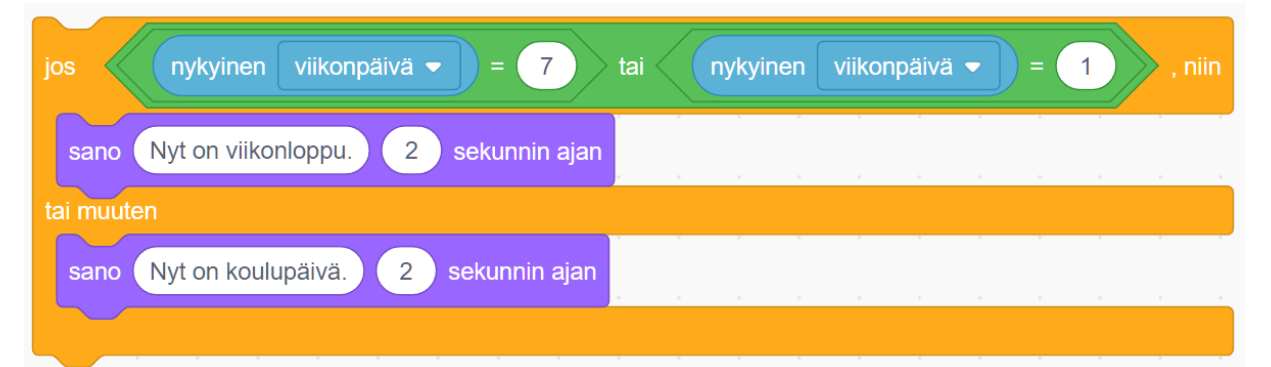 jos nykyinen viikonpäivä = 7 tai nykyinen viikonpäivä = 1 , niin
sano Nyt on viikonloppu. 2 sekunnin ajan
tai muuten
sano Nyt on koulupäivä. 2 sekunnin ajan